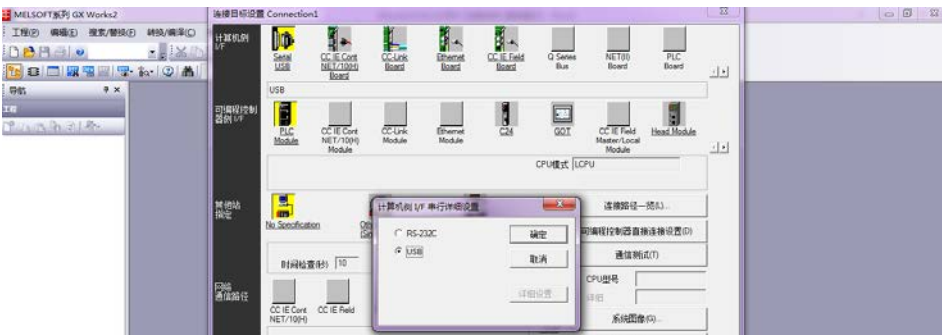 MELSOFT系列 GX Works2
连接目标设置 Connection1
工程(P) 编辑(E) 搜索/替换(F) 转换/编译(C)
导航
工程
计算机侧
I/F
Serial
USB
CC IE Cont
NET/10(H)
Board
CC-Link
Board
Ethernet
Board
CC IE Field
Board
Q Series
Bus
NET(II)
Board
PLC
Board
USB
可编程控制
器侧 I/F
PLC
Module
CC IE Cont
NET/10(H)
Module
CC-Link
Module
Ethernet
Module
C24
GOT
CC IE Field
Master/Local
Module
Head Module
CPU模式 LCPU
其他站
指定
No Specification
计算机侧 I/F 串行详细设置
RS-232C
USB
确定
取消
详细设置
连接路径一览(L)...
可编程控制器直接连接设置(D)
通信测试(T)
时间检查(秒) 10
CPU型号
详细
系统图像(G)...
网络
通信路径
CC IE Cont
NET/10(H)
CC IE Field